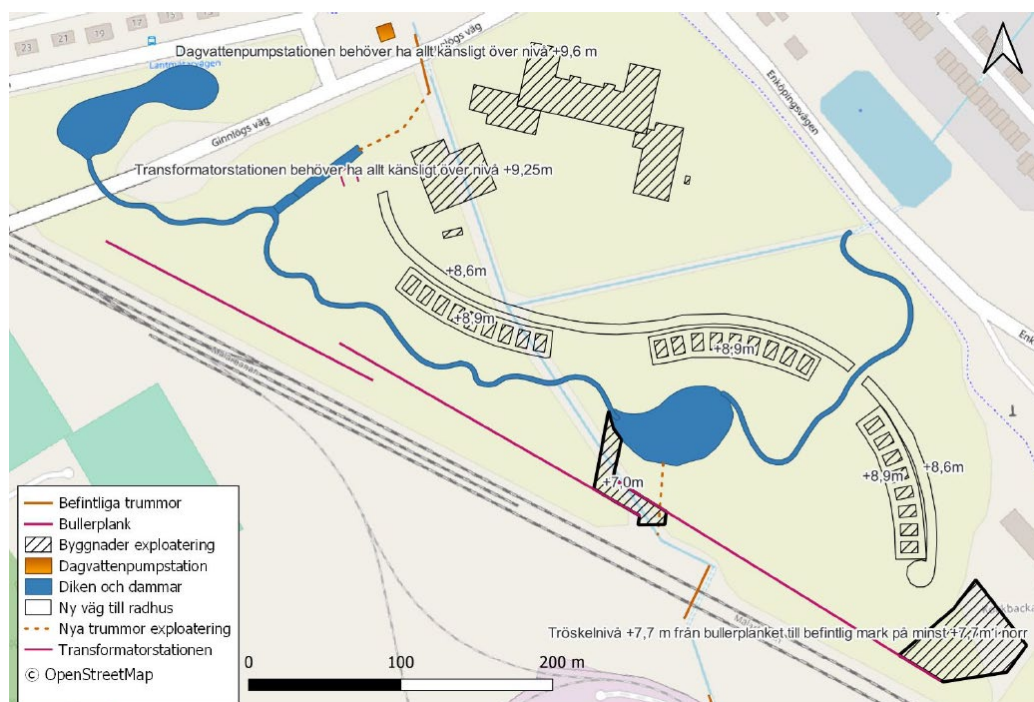 23
21
19
17
15
Lantmätarvägen
Dagvattenpumpstationen behöver ha allt känsligt över nivå +9,6 m
Ginnlögs väg
Ginnlögs väg
Enköpingsvägen
Transformatorstationen behöver ha allt känsligt över nivå +9,25m
+8,6m
+8,9m
+8,9m
+8,6m
+8,9m
+7,0m
Tröskelnivå +7,7 m från bullerplanket till befintlig mark på minst +7,7m i norr
Befintliga trummor
Bullerplank
Byggnader exploatering
Dagvattenpumpstation
Diken och dammar
Ny väg till radhus
Nya trummor exploatering
Transformatorstationen
© OpenStreetMap
0 100 200 m